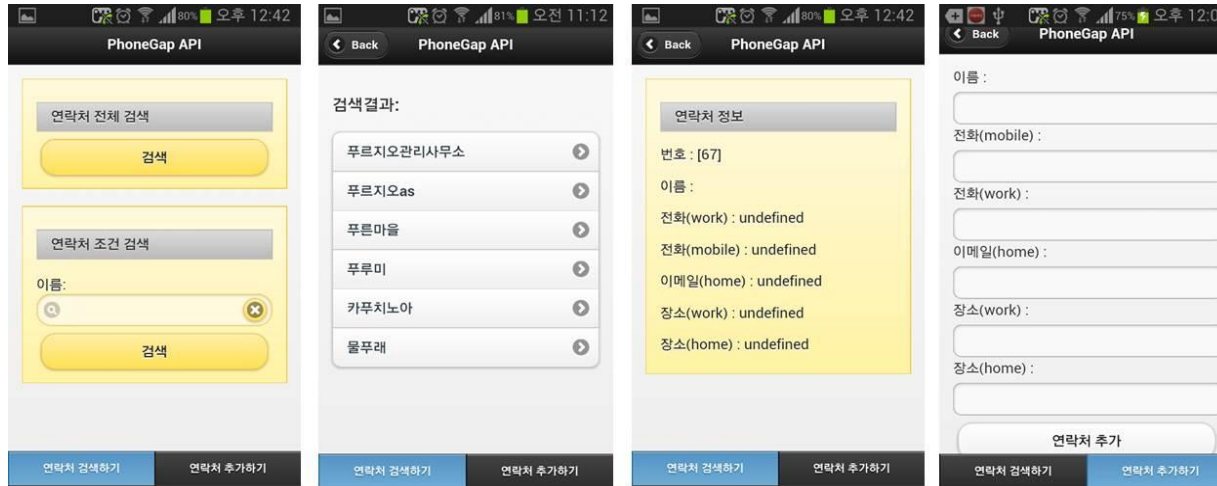 80% 오후 12:42
PhoneGap API
연락처 전체 검색
검색
연락처 조건 검색
이름:
검색
연락처 검색하기 연락처 추가하기
81% 오전 11:12
Back PhoneGap API
검색결과:
푸르지오관리사무소
푸르지오as
푸른마을
푸루미
카푸치노아
물푸래
연락처 검색하기 연락처 추가하기
80% 오후 12:42
Back PhoneGap API
연락처 정보
번호 : [67]
이름 :
전화(work) : undefined
전화(mobile) : undefined
이메일(home) : undefined
장소(work) : undefined
장소(home) : undefined
연락처 검색하기 연락처 추가하기
75% 오후 12:0
Back PhoneGap API
이름 :
전화(mobile) :
전화(work) :
이메일(home) :
장소(work) :
장소(home) :
연락처 추가
연락처 검색하기 연락처 추가하기